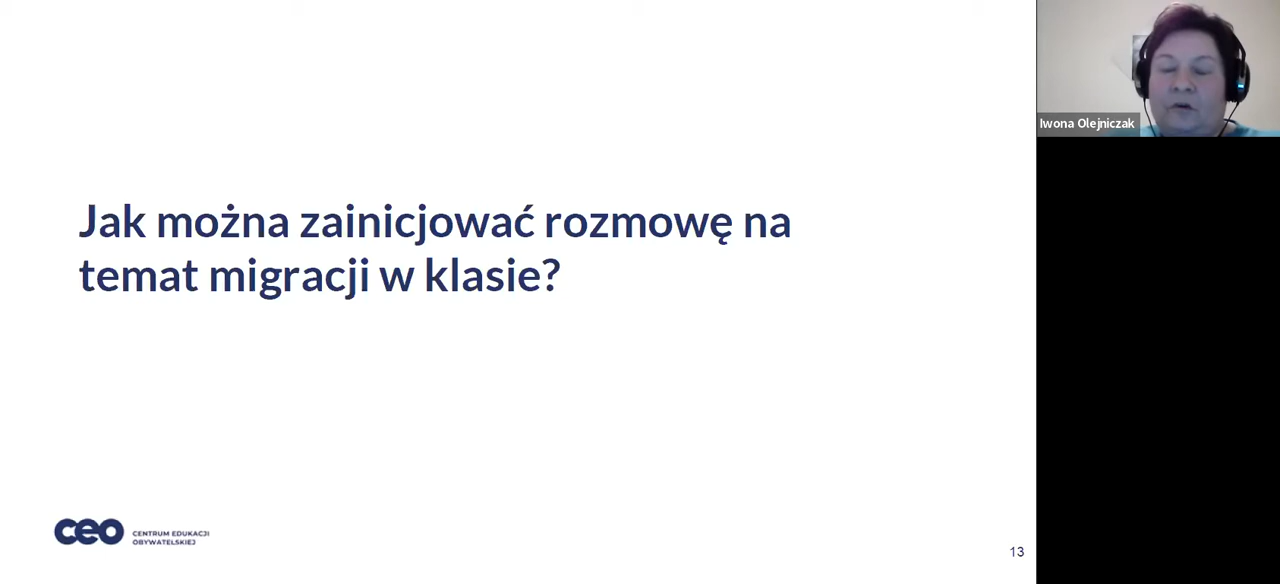 Iwona Olejniczak
Jak można zainicjować rozmowę na
temat migracji w klasie?
ceo
CENTRUM EDUKACJI
OBYWATELSKIEJ
13